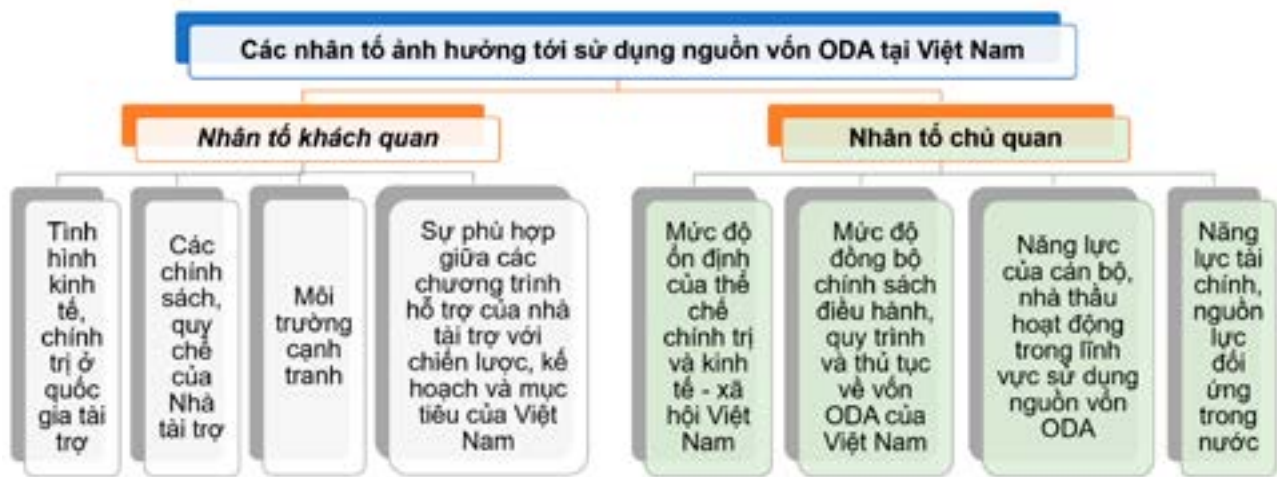 Các nhân tố ảnh hưởng tới sử dụng nguồn vốn ODA tại Việt Nam
Nhân tố khách quan
Nhân tố chủ quan
Tình
hình
kinh
tế,
chính
trị ở
quốc
gia tài
trợ
Các
chính
sách,
quy
chế
của
Nhà
tài trợ
Môi
trường
cạnh
tranh
Sự phù hợp
giữa các
chương trình
hỗ trợ của nhà
tài trợ với
chiến lược, kế
hoạch và mục
tiêu của Việt
Nam
Mức độ
ổn định
của thể
chế
chính trị
và kinh
tế - xã
hội Việt
Nam
Mức độ
đồng bộ
chính sách
điều hành,
quy trình
và thủ tục
về vốn
ODA của
Việt Nam
Năng lực
của cán bộ,
nhà thầu
hoạt động
trong lĩnh
vực sử dụng
nguồn vốn
ODA
Năng
lực tài
chính,
nguồn
lực
đối
ứng
trong
nước